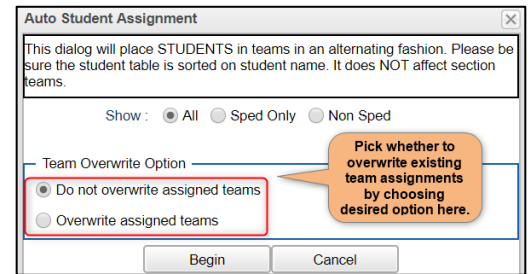 Auto Student Assignment
This dialog will place STUDENTS in teams in an alternating fashion. Please be
sure the student table is sorted on student name. It does NOT affect section
teams.
Show : All Sped Only Non Sped
Team Overwrite Option
Do not overwrite assigned teams
Overwrite assigned teams
Pick whether to
overwrite existing
team assignments
by choosing
desired option here.
Begin Cancel